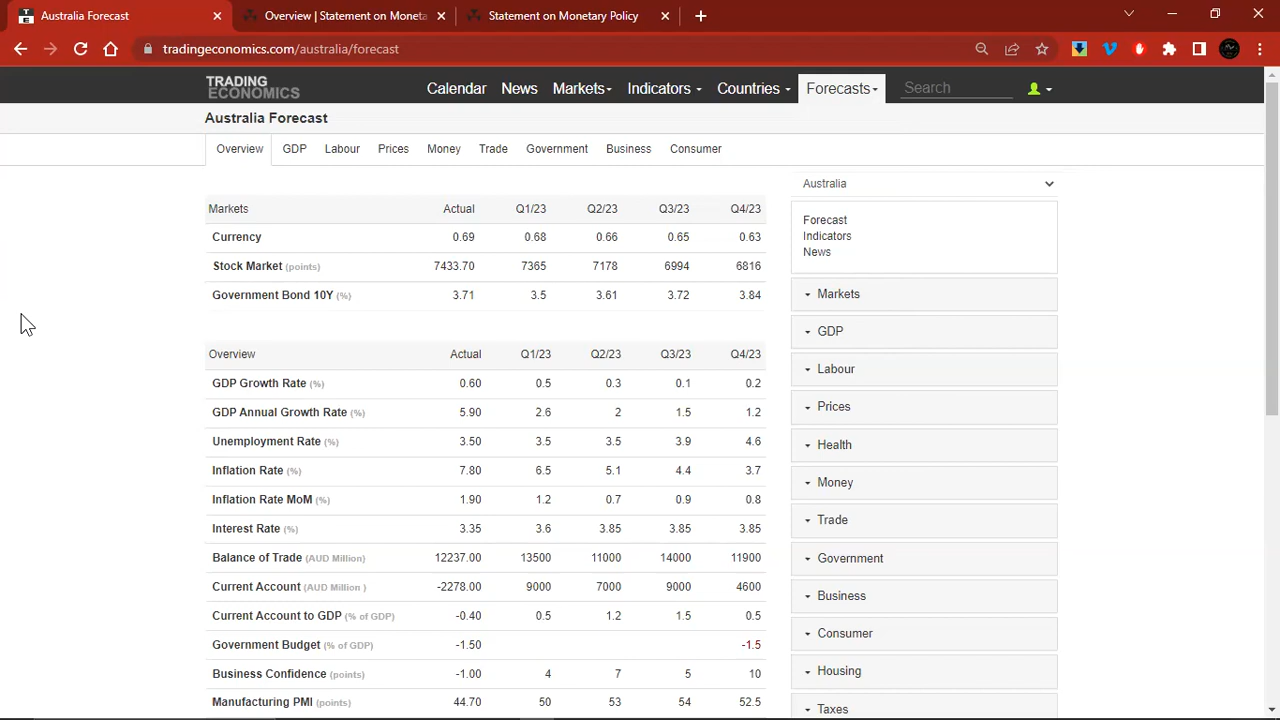 Australia Forecast
Overview | Statement on Moneta
Statement on Monetary Policy
tradingeconomics.com/australia/forecast
TRADING ECONOMICS
Calendar News Markets Indicators Countries Forecasts Search
Australia Forecast
Overview GDP Labour Prices Money Trade Government Business Consumer
Markets Actual Q1/23 Q2/23 Q3/23 Q4/23
Currency 0.69 0.68 0.66 0.65 0.63
Stock Market (points) 7433.70 7365 7178 6994 6816
Government Bond 10Y (%) 3.71 3.5 3.61 3.72 3.84
Overview Actual Q1/23 Q2/23 Q3/23 Q4/23
GDP Growth Rate (%) 0.60 0.5 0.3 0.1 0.2
GDP Annual Growth Rate (%) 5.90 2.6 2 1.5 1.2
Unemployment Rate (%) 3.50 3.5 3.5 3.9 4.6
Inflation Rate (%) 7.80 6.5 5.1 4.4 3.7
Inflation Rate MoM (%) 1.90 1.2 0.7 0.9 0.8
Interest Rate (%) 3.35 3.6 3.85 3.85 3.85
Balance of Trade (AUD Million) 12237.00 13500 11000 14000 11900
Current Account (AUD Million ) -2278.00 9000 7000 9000 4600
Current Account to GDP (% of GDP) -0.40 0.5 1.2 1.5 0.5
Government Budget (% of GDP) -1.50 -1.5
Business Confidence (points) -1.00 4 7 5 10
Manufacturing PMI (points) 44.70 50 53 54 52.5
Australia
Forecast
Indicators
News
Markets
GDP
Labour
Prices
Health
Money
Trade
Government
Business
Consumer
Housing
Taxes